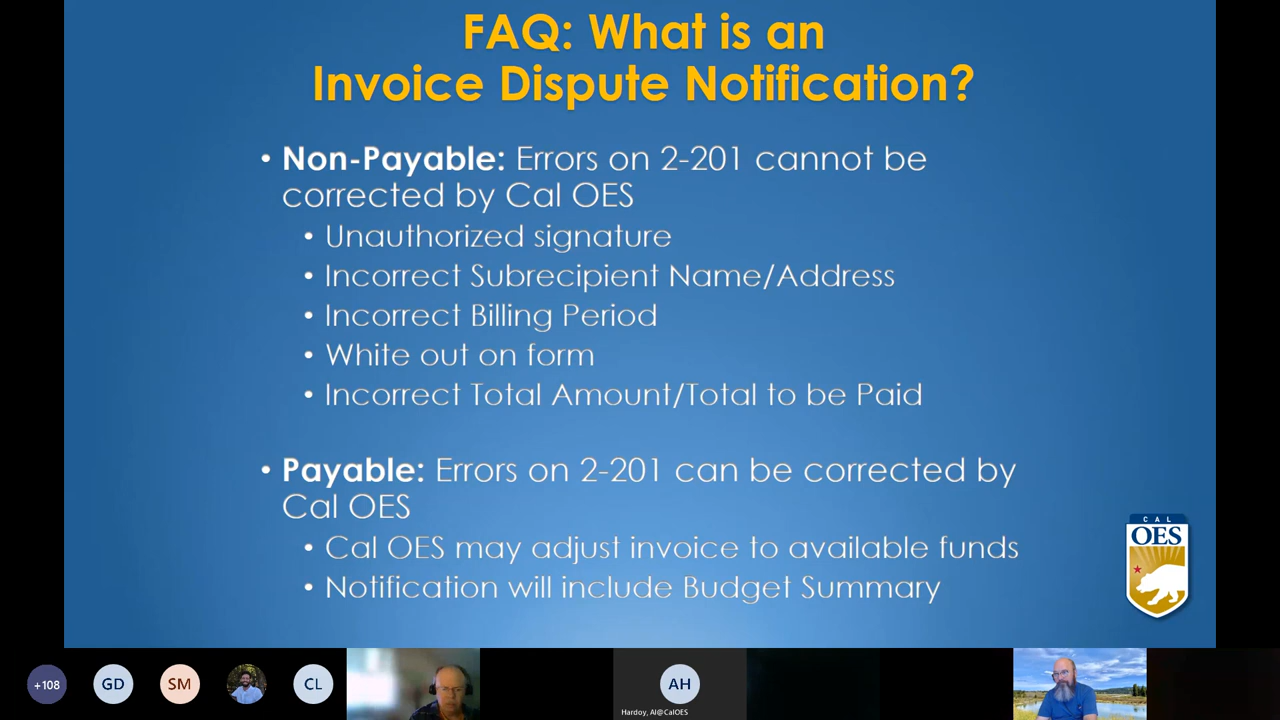 FAQ: What is an
Invoice Dispute Notification?
• Non-Payable: Errors on 2-201 cannot be
corrected by Cal OES
• Unauthorized signature
• Incorrect Subrecipient Name/Address
• Incorrect Billing Period
• White out on form
• Incorrect Total Amount/Total to be Paid
• Payable: Errors on 2-201 can be corrected by
Cal OES
• Cal OES may adjust invoice to available funds
• Notification will include Budget Summary
CAL
OES
+108
GD
SM
CL
AH
Hardoy, Al@CalOES